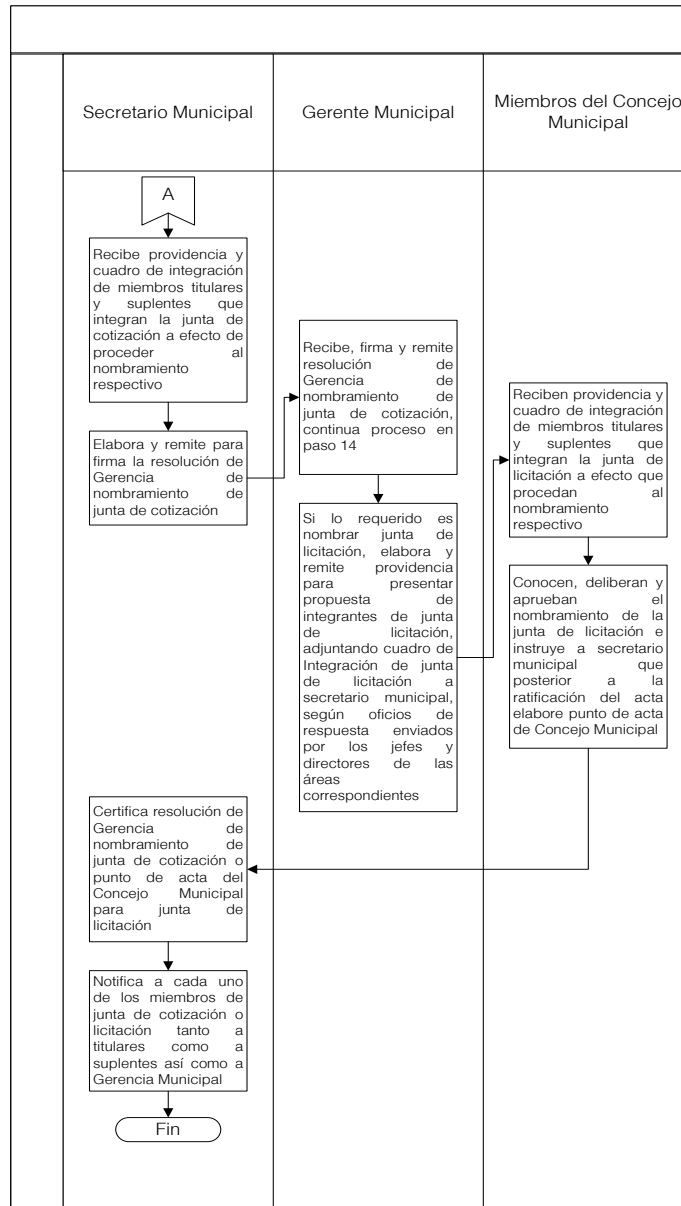 Secretario Municipal
Gerente Municipal
Miembros del Concejo
Municipal
A
Recibe providencia y
cuadro de integración
de miembros titulares
y suplentes que
integran la junta de
cotización a efecto de
proceder al
nombramiento
respectivo
Elabora y remite para
firma la resolución de
Gerencia de
nombramiento de
junta de cotización
Recibe, firma y remite
resolución de
Gerencia de
nombramiento de
junta de cotización,
continua proceso en
paso 14
Si lo requerido es
nombrar junta de
licitación, elabora y
remite providencia
para presentar
propuesta de
integrantes de junta
de licitación,
adjuntando cuadro de
Integración de junta
de licitación a
secretario municipal,
según oficios de
respuesta enviados
por los jefes y
directores de las
áreas
correspondientes
Reciben providencia y
cuadro de integración
de miembros titulares
y suplentes que
integran la junta de
licitación a efecto que
procedan al
nombramiento
respectivo
Conocen, deliberan y
aprueban el
nombramiento de la
junta de licitación e
instruye a secretario
municipal que
posterior a la
ratificación del acta
elabore punto de acta
de Concejo Municipal
Certifica resolución de
Gerencia de
nombramiento de
junta de cotización o
punto de acta del
Concejo Municipal
para junta de
licitación
Notifica a cada uno
de los miembros de
junta de cotización o
licitación tanto a
titulares como a
suplentes así como a
Gerencia Municipal
Fin